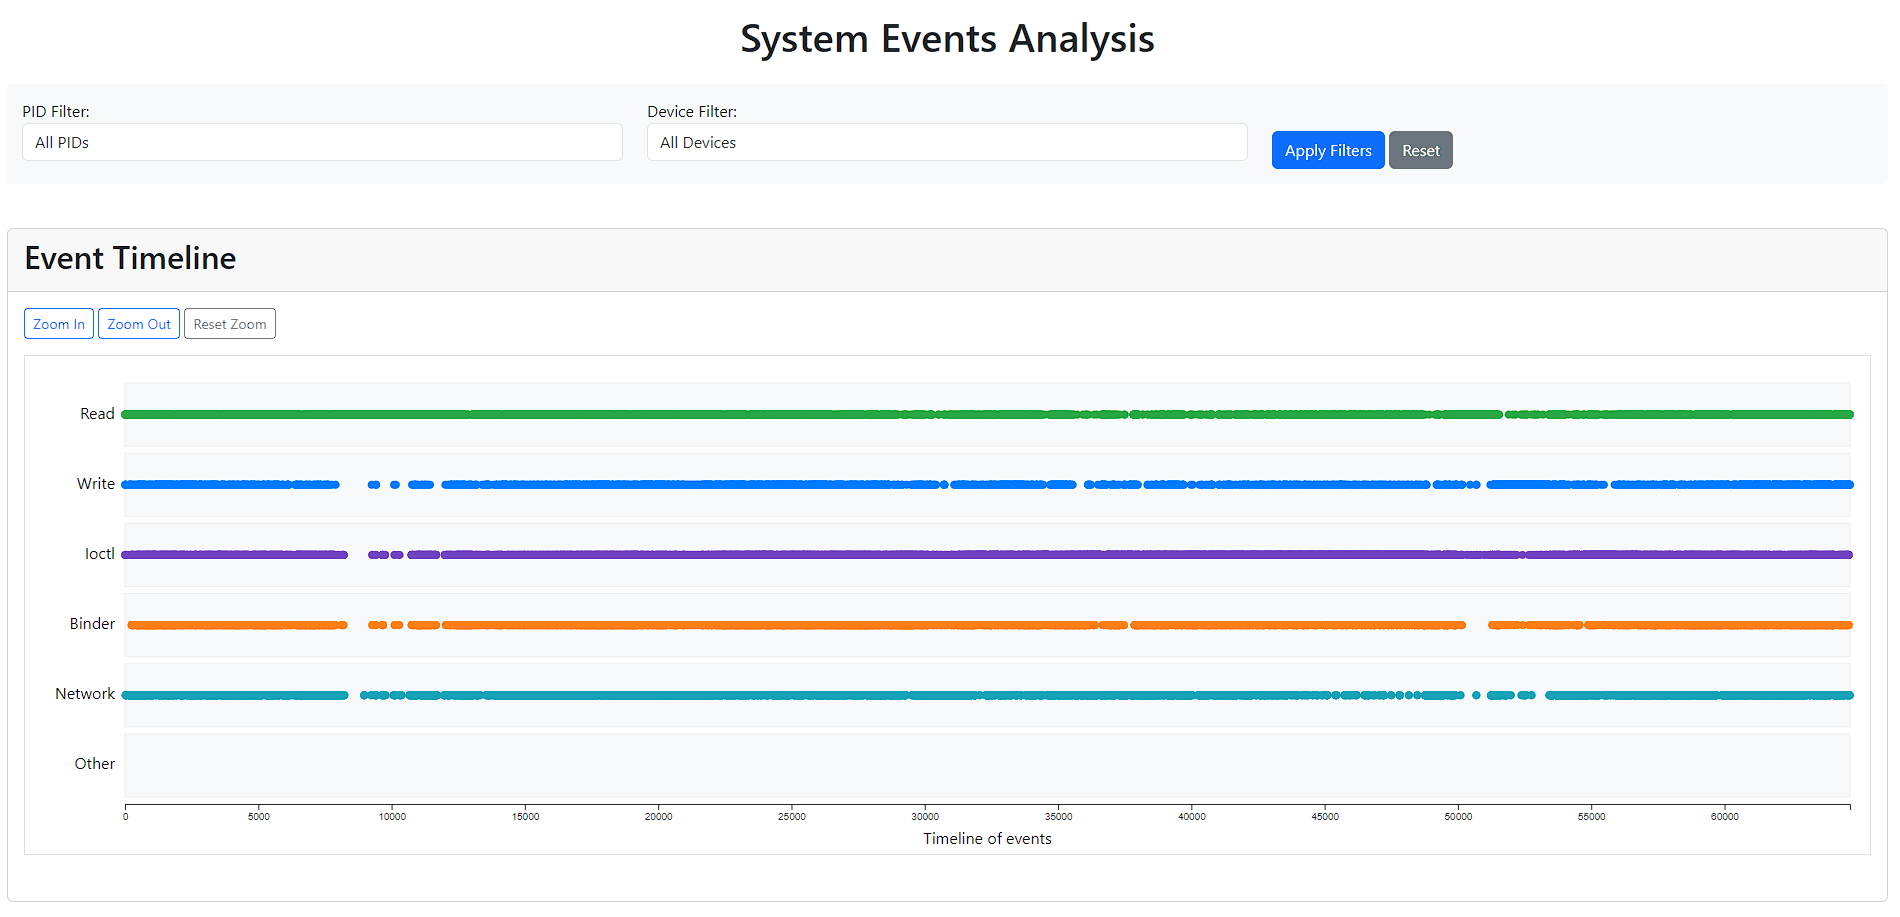 System Events Analysis
PID Filter:
Device Filter:
All PIDs
All Devices
Apply Filters
Reset
Event Timeline
Zoom In
Zoom Out
Reset Zoom
Read
Write
Ioctl
Binder
Network
Other
0 5000 10000 15000 20000 25000 30000 35000 40000 45000 50000 55000 60000
Timeline of events